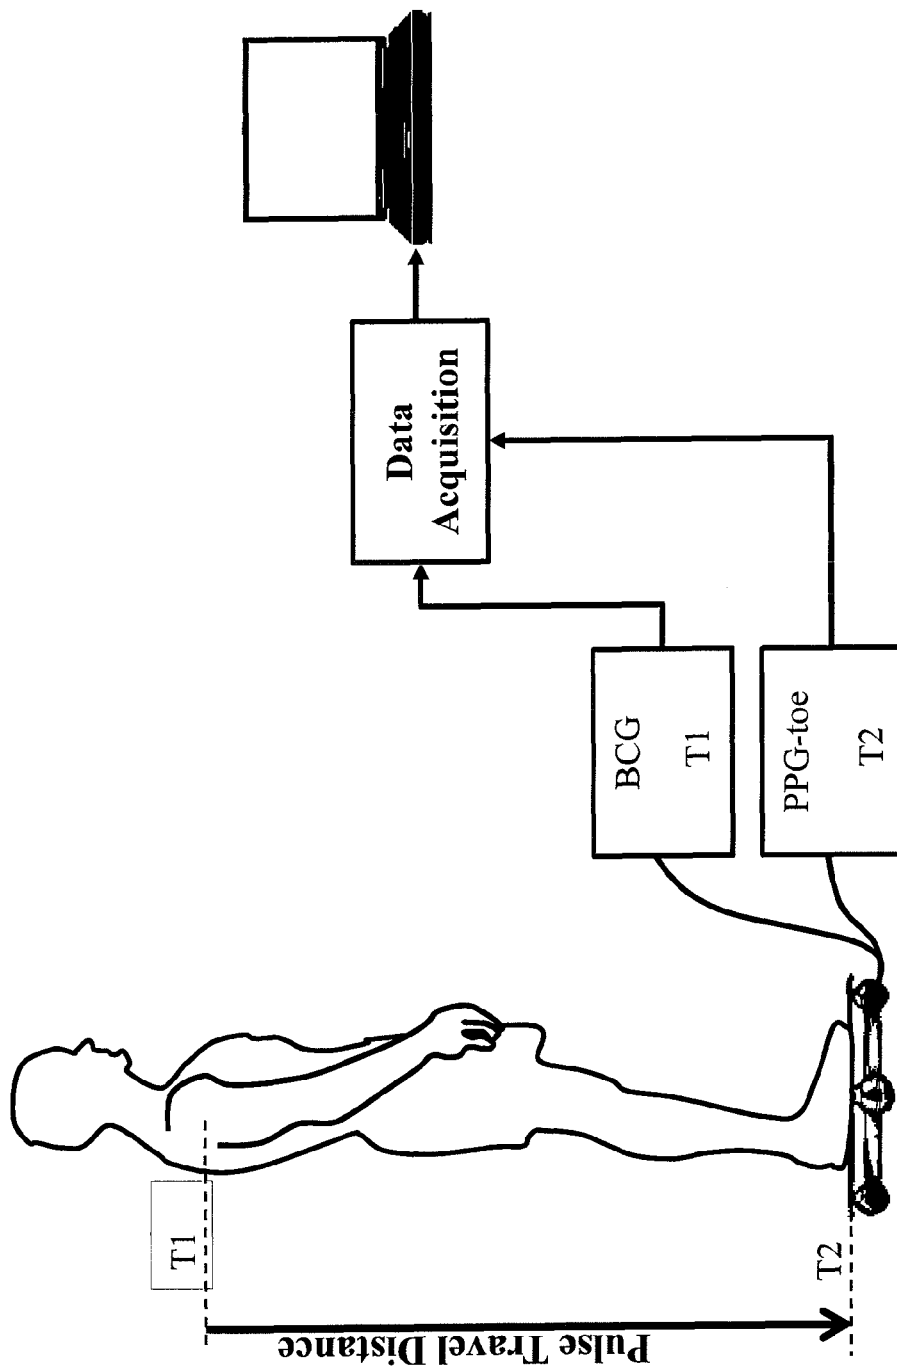 Pulse Travel Distance
T1
T2
BCG
T1
PPG-toe
T2
Data
Acquisition